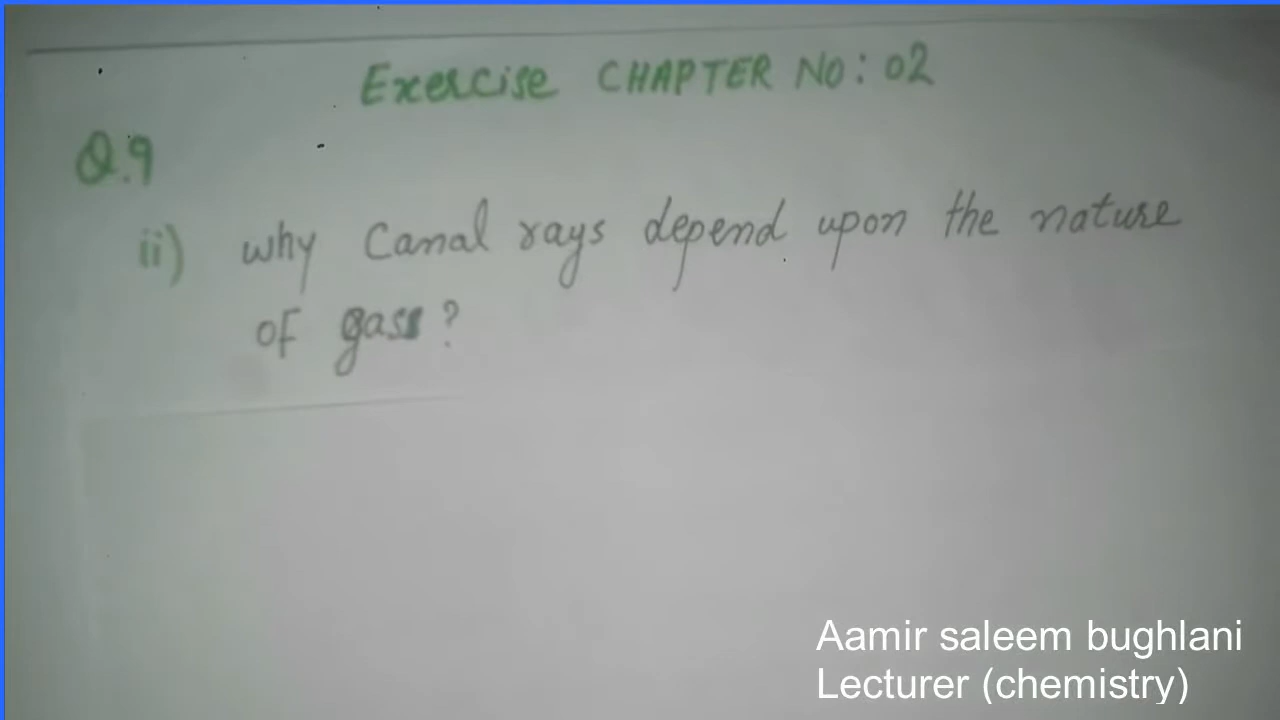 Exercise CHAPTER NO: 02
Q.9
ii) why Canal rays depend upon the nature
of gas ?
Aamir saleem bughlani
Lecturer (chemistry)